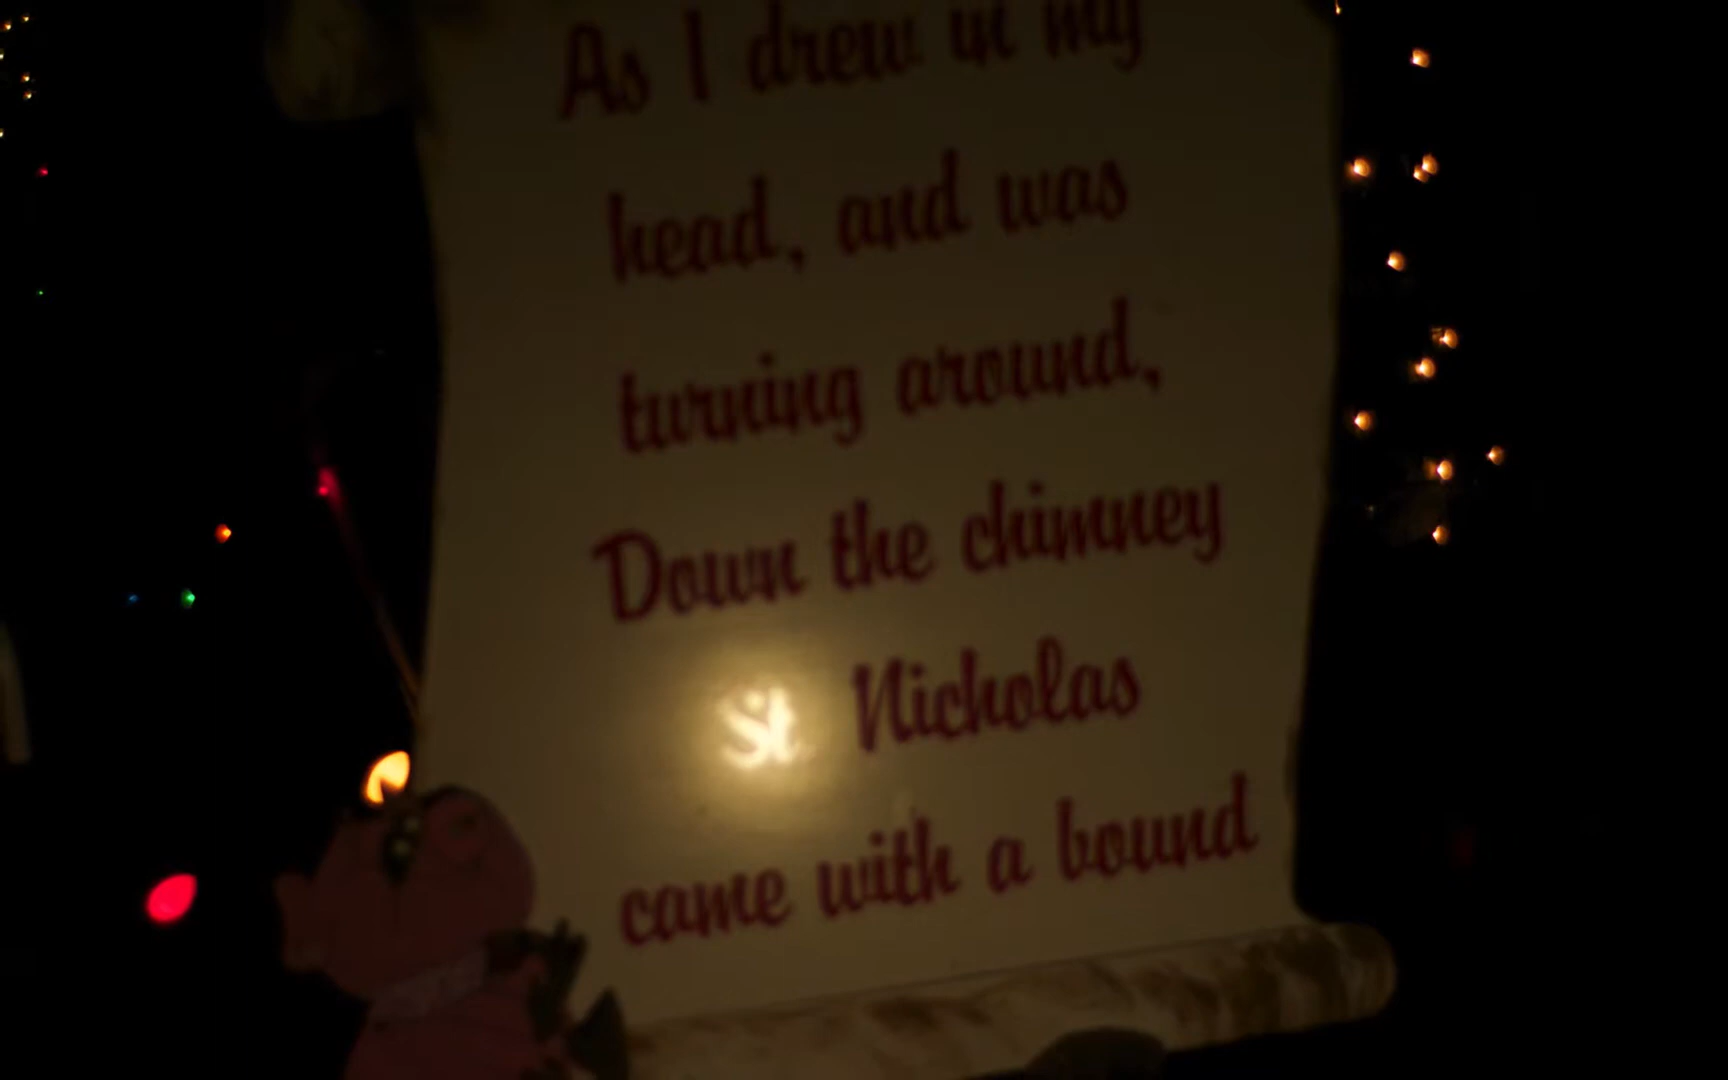 As I drew in my
head, and was
turning around,
Down the chimney
St Nicholas
came with a bound